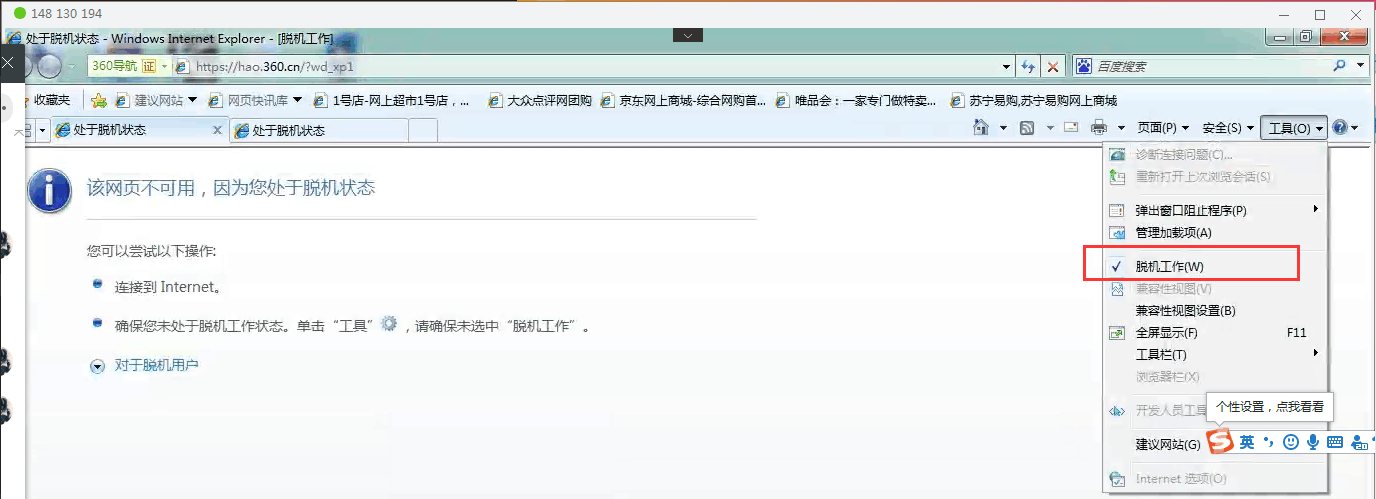 148 130 194
处于脱机状态 - Windows Internet Explorer - [脱机工作]
360导航 证 https://hao.360.cn/?wd_xp1 百度搜索
收藏夹 建议网站 网页快讯库 1号店-网上超市1号店，... 大众点评网团购 京东网上商城-综合网购首... 唯品会：一家专门做特卖... 苏宁易购,苏宁易购网上商城
处于脱机状态 处于脱机状态 页面(P) 安全(S) 工具(O)
该网页不可用，因为您处于脱机状态
您可以尝试以下操作:
连接到 Internet。
确保您未处于脱机工作状态。单击“工具” ，请确保未选中“脱机工作”。
对于脱机用户
诊断连接问题(C)...
重新打开上次浏览会话(S)
弹出窗口阻止程序(P)
管理加载项(A)
脱机工作(W)
兼容性视图(V)
兼容性视图设置(B)
全屏显示(F) F11
工具栏(T)
浏览器栏(X)
开发人员工具
个性设置，点我看看
建议网站(G)
英
Internet 选项(O)